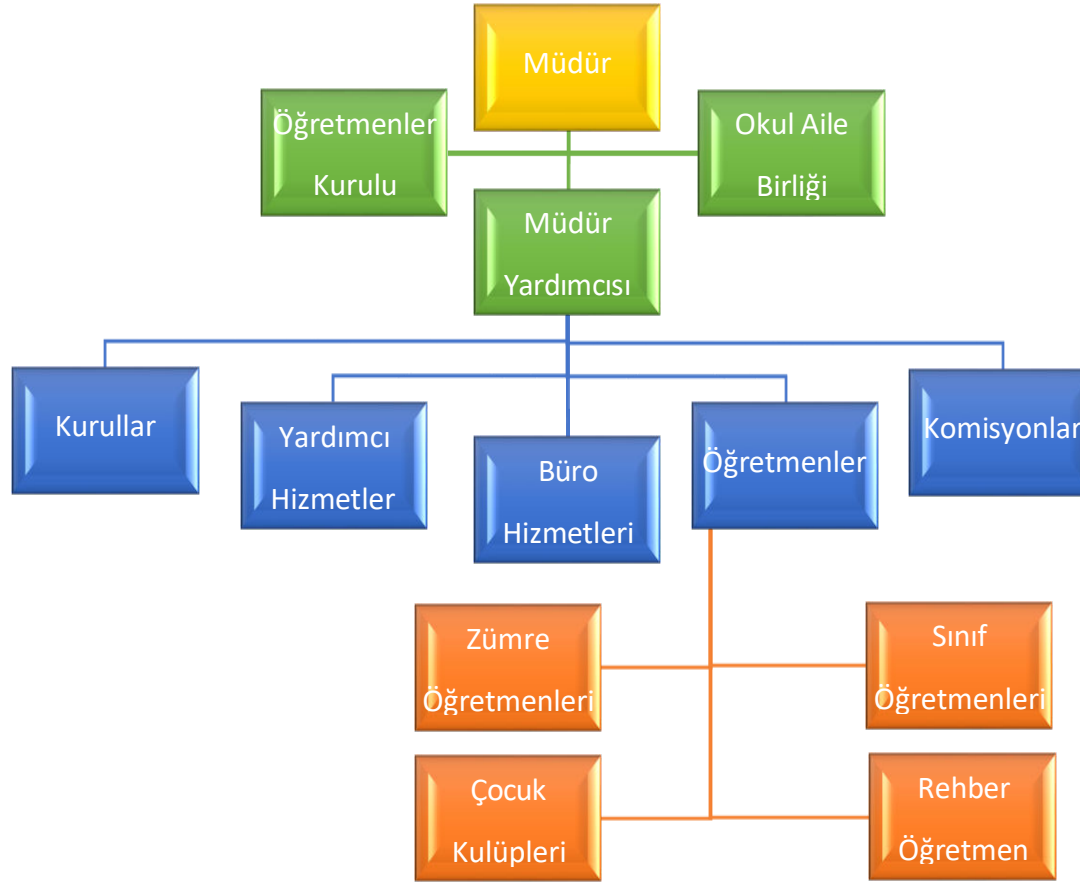 Müdür
Öğretmenler
Kurulu
Okul Aile
Birliği
Müdür
Yardımcısı
Kurullar
Yardımcı
Hizmetler
Büro
Hizmetleri
Öğretmenler
Komisyonlar
Zümre
Öğretmenleri
Sınıf
Öğretmenleri
Çocuk
Kulüpleri
Rehber
Öğretmen